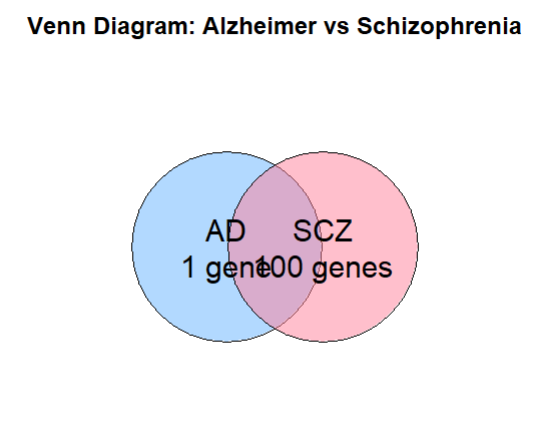 Venn Diagram: Alzheimer vs Schizophrenia
AD SCZ
1 gene 100 genes